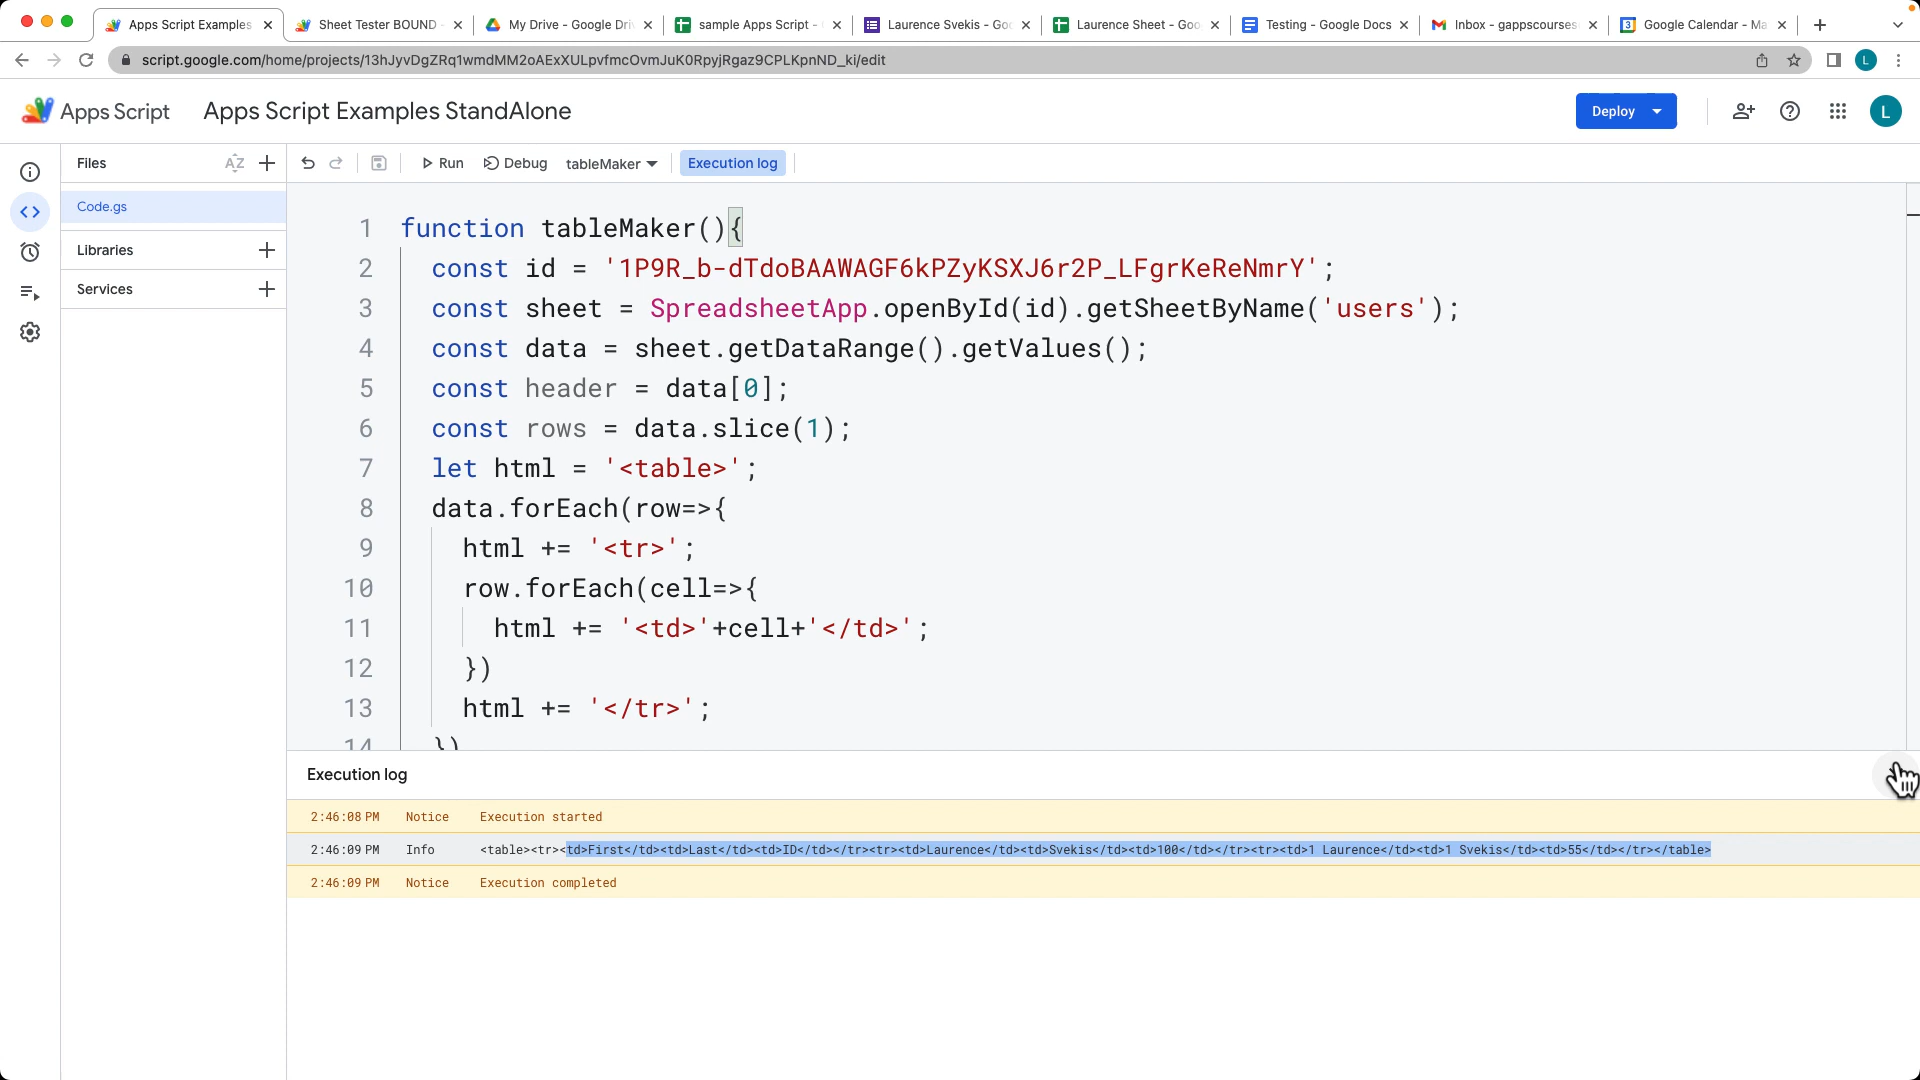 Apps Script Examples
Sheet Tester BOUND -
My Drive - Google Dri
sample Apps Script -
Laurence Svekis - Go
Laurence Sheet - Goo
Testing - Google Docs
Inbox - gappscourses
Google Calendar - Ma
script.google.com/home/projects/13hJyvDgZRq1wmdMM2oAExXULpvfmcOvmJuK0RpyjRgaz9CPLKpnND_ki/edit
L
Apps Script
Apps Script Examples StandAlone
Deploy
L
Files
AZ
Run
Debug
tableMaker
Execution log
Code.gs
Libraries
Services
1 function tableMaker(){
2 const id = '1P9R_b-dTdoBAAWAGF6kPZyKSXJ6r2P_LFgrKeReNmrY';
3 const sheet = SpreadsheetApp.openById(id).getSheetByName('users');
4 const data = sheet.getDataRange().getValues();
5 const header = data[0];
6 const rows = data.slice(1);
7 let html = '<table>';
8 data.forEach(row=>{
9 html += '<tr>';
10 row.forEach(cell=>{
11 html += '<td>'+cell+'</td>';
12 })
13 html += '</tr>';
14 })
Execution log
2:46:08 PM Notice Execution started
2:46:09 PM Info <table><tr><td>First</td><td>Last</td><td>ID</td></tr><tr><td>Laurence</td><td>Svekis</td><td>100</td></tr><tr><td>1 Laurence</td><td>1 Svekis</td><td>55</td></tr></table>
2:46:09 PM Notice Execution completed